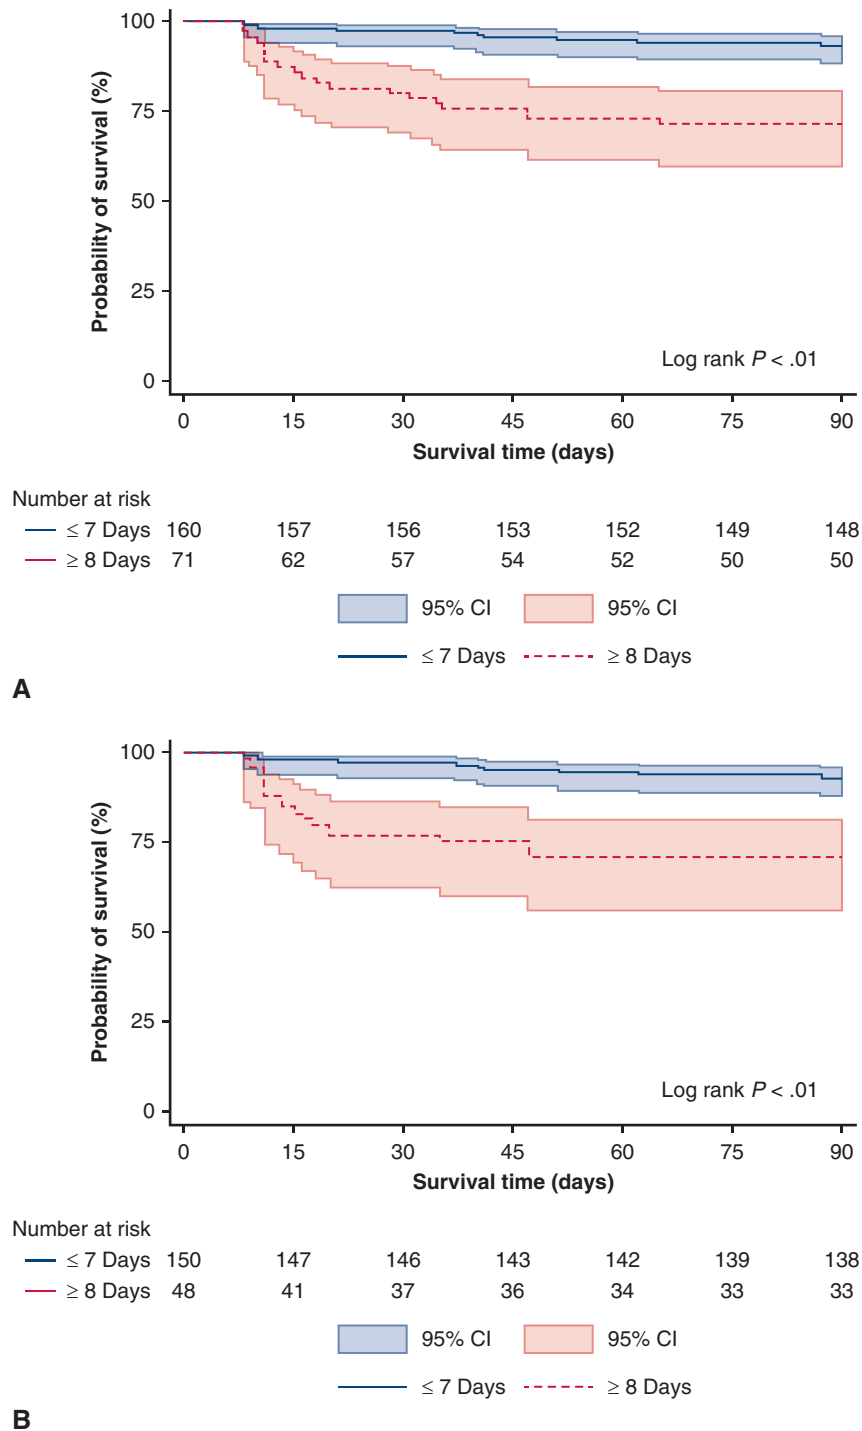 100
75
50
25
0
Probability of survival (%)
Log rank P < .01
0 15 30 45 60 75 90
Survival time (days)
Number at risk
≤ 7 Days 160 157 156 153 152 149 148
≥ 8 Days 71 62 57 54 52 50 50
95% CI 95% CI
≤ 7 Days ≥ 8 Days
A
100
75
50
25
0
Probability of survival (%)
Log rank P < .01
0 15 30 45 60 75 90
Survival time (days)
Number at risk
≤ 7 Days 150 147 146 143 142 139 138
≥ 8 Days 48 41 37 36 34 33 33
95% CI 95% CI
≤ 7 Days ≥ 8 Days
B